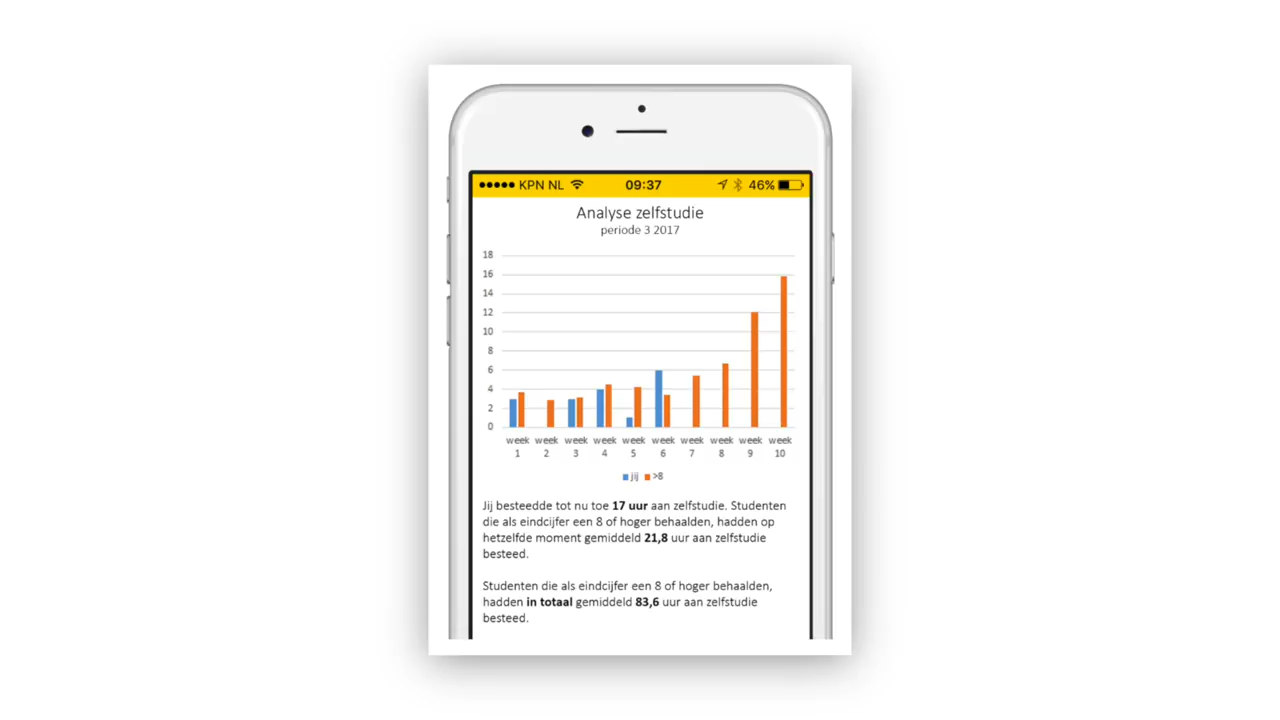 KPN NL 09:37 46%
Analyse zelfstudie
periode 3 2017
18
16
14
12
10
8
6
4
2
0
week week week week week week week week week week
1 2 3 4 5 6 7 8 9 10
jij >8
Jij besteedde tot nu toe 17 uur aan zelfstudie. Studenten
die als eindcijfer een 8 of hoger behaalden, hadden op
hetzelfde moment gemiddeld 21,8 uur aan zelfstudie
besteed.
Studenten die als eindcijfer een 8 of hoger behaalden,
hadden in totaal gemiddeld 83,6 uur aan zelfstudie
besteed.